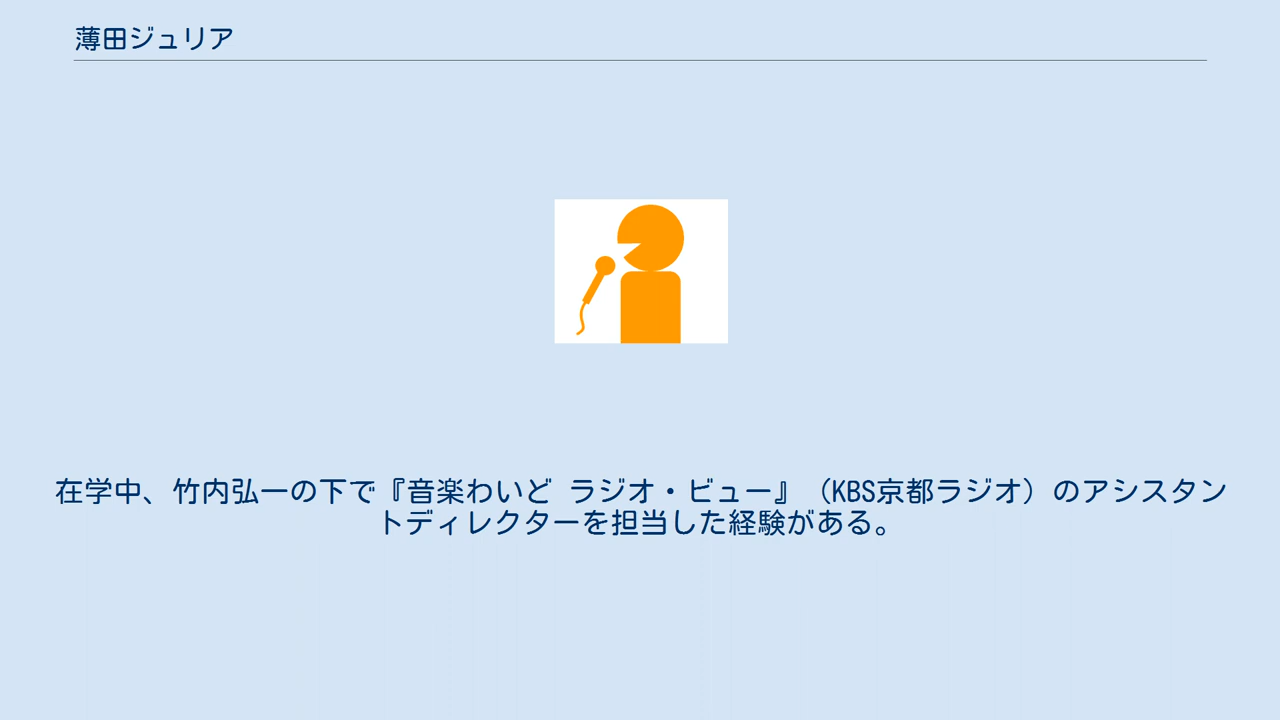 薄田ジュリア
在学中、竹内弘一の下で『音楽わいど ラジオ・ビュー』（KBS京都ラジオ）のアシスタン
トディレクターを担当した経験がある。